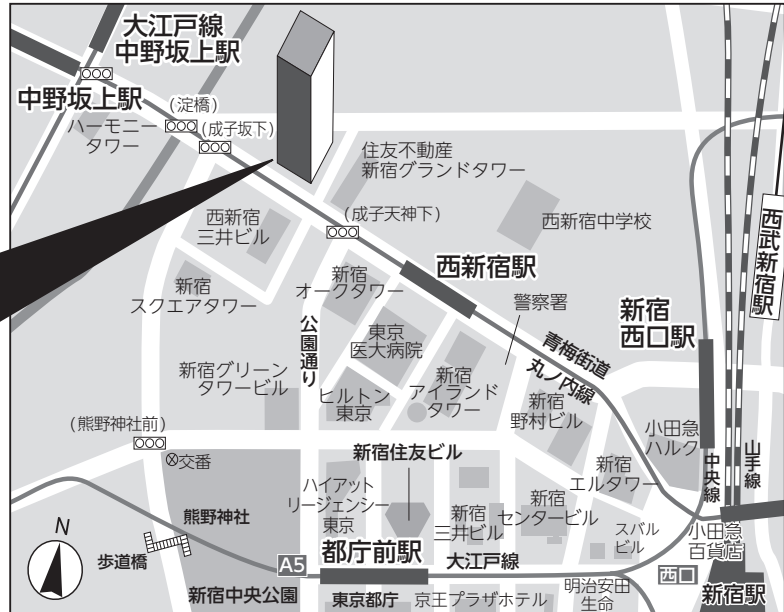 大江戸線
中野坂上駅
中野坂上駅
ハーモニー
タワー
(淀橋)
(成子坂下)
住友不動産
新宿グランドタワー
西新宿
三井ビル
(成子天神下)
西新宿中学校
西武新宿駅
新宿
スクエアタワー
新宿
オークタワー
西新宿駅
警察署
新宿
西口駅
公園通り
東京
医大病院
青梅街道
丸ノ内線
新宿グリーン
タワービル
ヒルトン
東京
新宿
アイランド
タワー
新宿
野村ビル
小田急
ハルク
中央線
山手線
(熊野神社前)
交番
新宿住友ビル
新宿
エルタワー
ハイアット
リージェンシー
東京
新宿
三井ビル
新宿
センタービル
スバル
ビル
小田急
百貨店
N
熊野神社
歩道橋
A5
都庁前駅
大江戸線
西口
新宿駅
新宿中央公園
東京都庁
京王プラザホテル
明治安田
生命